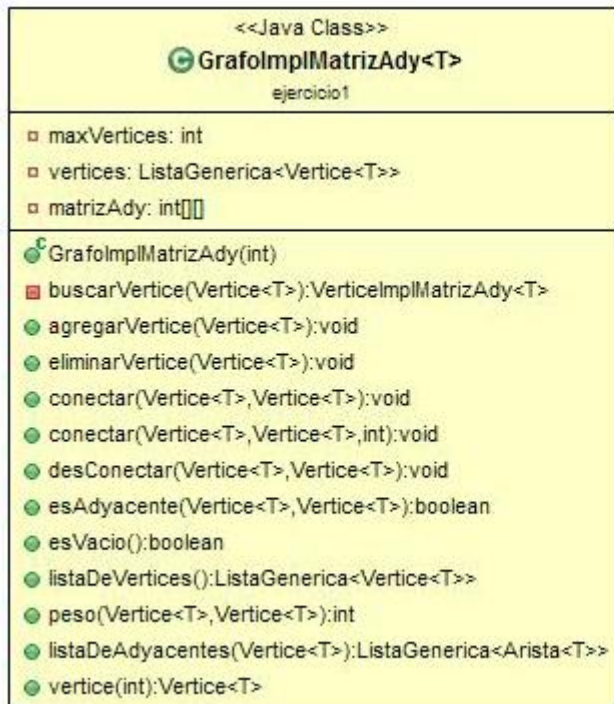 <<Java Class>>
GrafoImplMatrizAdy<T>
ejercicio1
maxVertices: int
vertices: ListaGenerica<Vertice<T>>
matrizAdy: int[][]
GrafoImplMatrizAdy(int)
buscarVertice(Vertice<T>):VerticeImplMatrizAdy<T>
agregarVertice(Vertice<T>):void
eliminarVertice(Vertice<T>):void
conectar(Vertice<T>,Vertice<T>):void
conectar(Vertice<T>,Vertice<T>,int):void
desConectar(Vertice<T>,Vertice<T>):void
esAdyacente(Vertice<T>,Vertice<T>):boolean
esVacio():boolean
listaDeVertices():ListaGenerica<Vertice<T>>
peso(Vertice<T>,Vertice<T>):int
listaDeAdyacentes(Vertice<T>):ListaGenerica<Arista<T>>
vertice(int):Vertice<T>